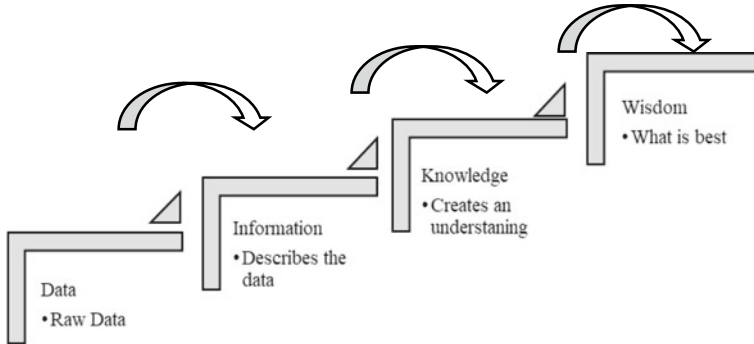 Data
•Raw Data
Information
•Describes the
data
Knowledge
•Creates an
understaning
Wisdom
•What is best